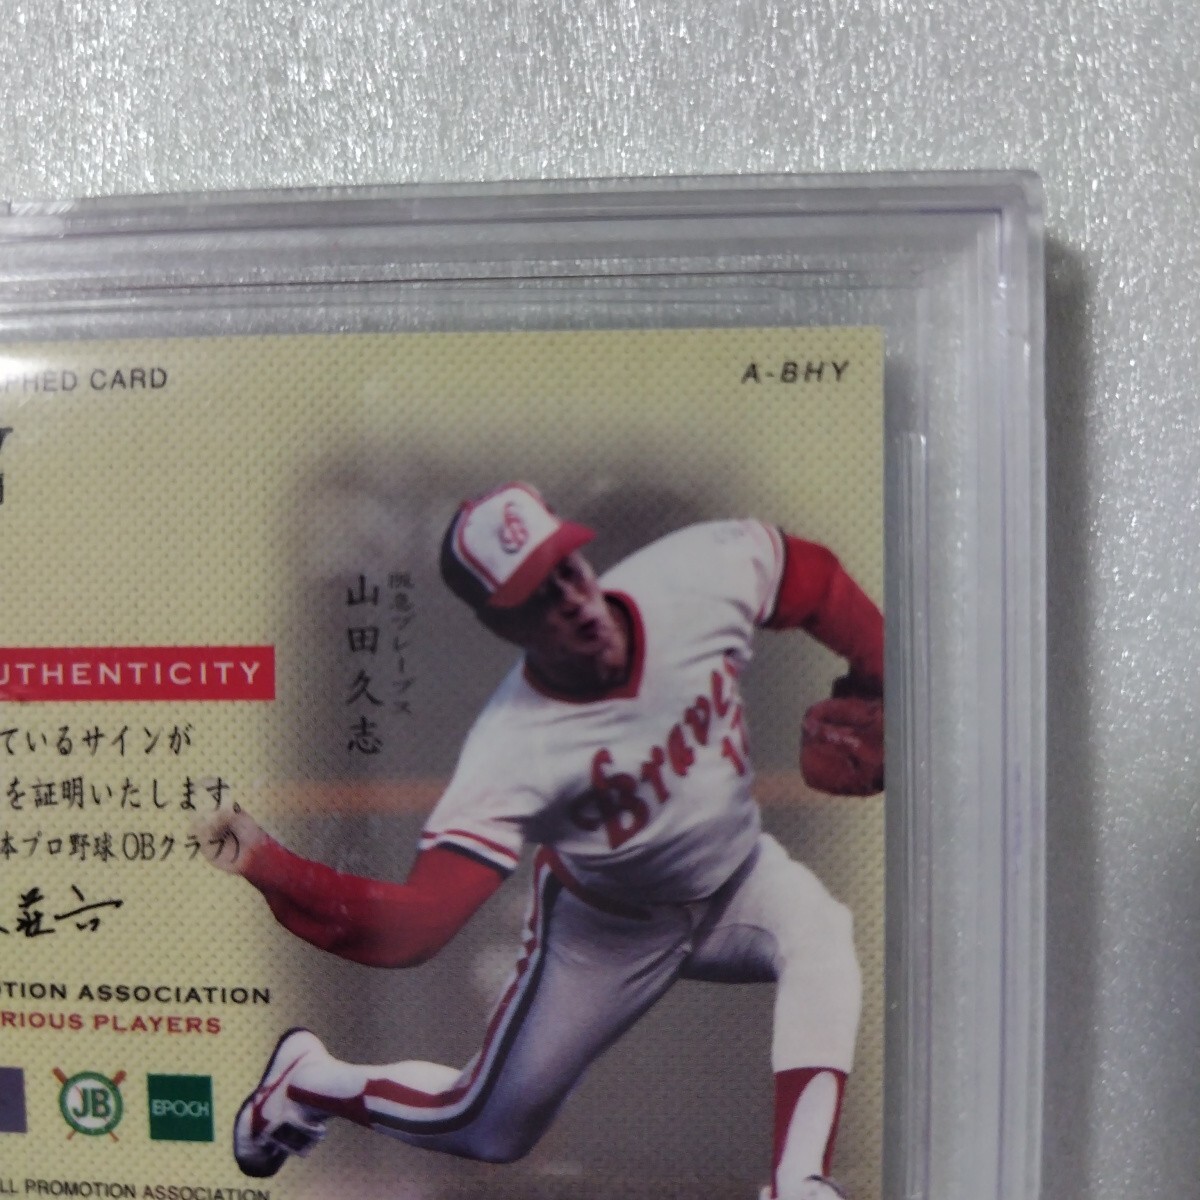 PHED CARD
A-BHY
阪急ブレーブス
山田久志
UTHENTICITY
ているサインが
を証明いたします。
本プロ野球OBクラブ)
Braves
荘六
OTION ASSOCIATION
RIOUS PLAYERS
JB
EPOCH
LL PROMOTION ASSOCIATION